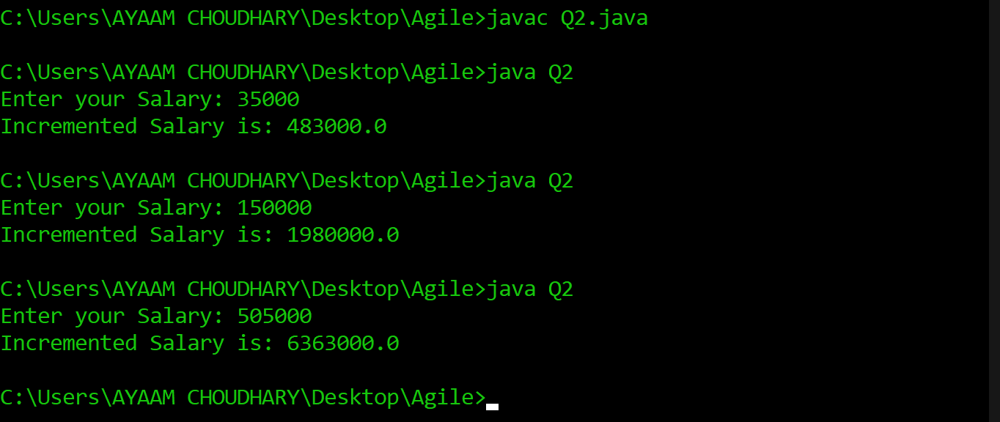 C:\Users\AYAAM CHOUDHARY\Desktop\Agile>javac Q2.java
C:\Users\AYAAM CHOUDHARY\Desktop\Agile>java Q2
Enter your Salary: 35000
Incremented Salary is: 483000.0
C:\Users\AYAAM CHOUDHARY\Desktop\Agile>java Q2
Enter your Salary: 150000
Incremented Salary is: 1980000.0
C:\Users\AYAAM CHOUDHARY\Desktop\Agile>java Q2
Enter your Salary: 505000
Incremented Salary is: 6363000.0
C:\Users\AYAAM CHOUDHARY\Desktop\Agile>